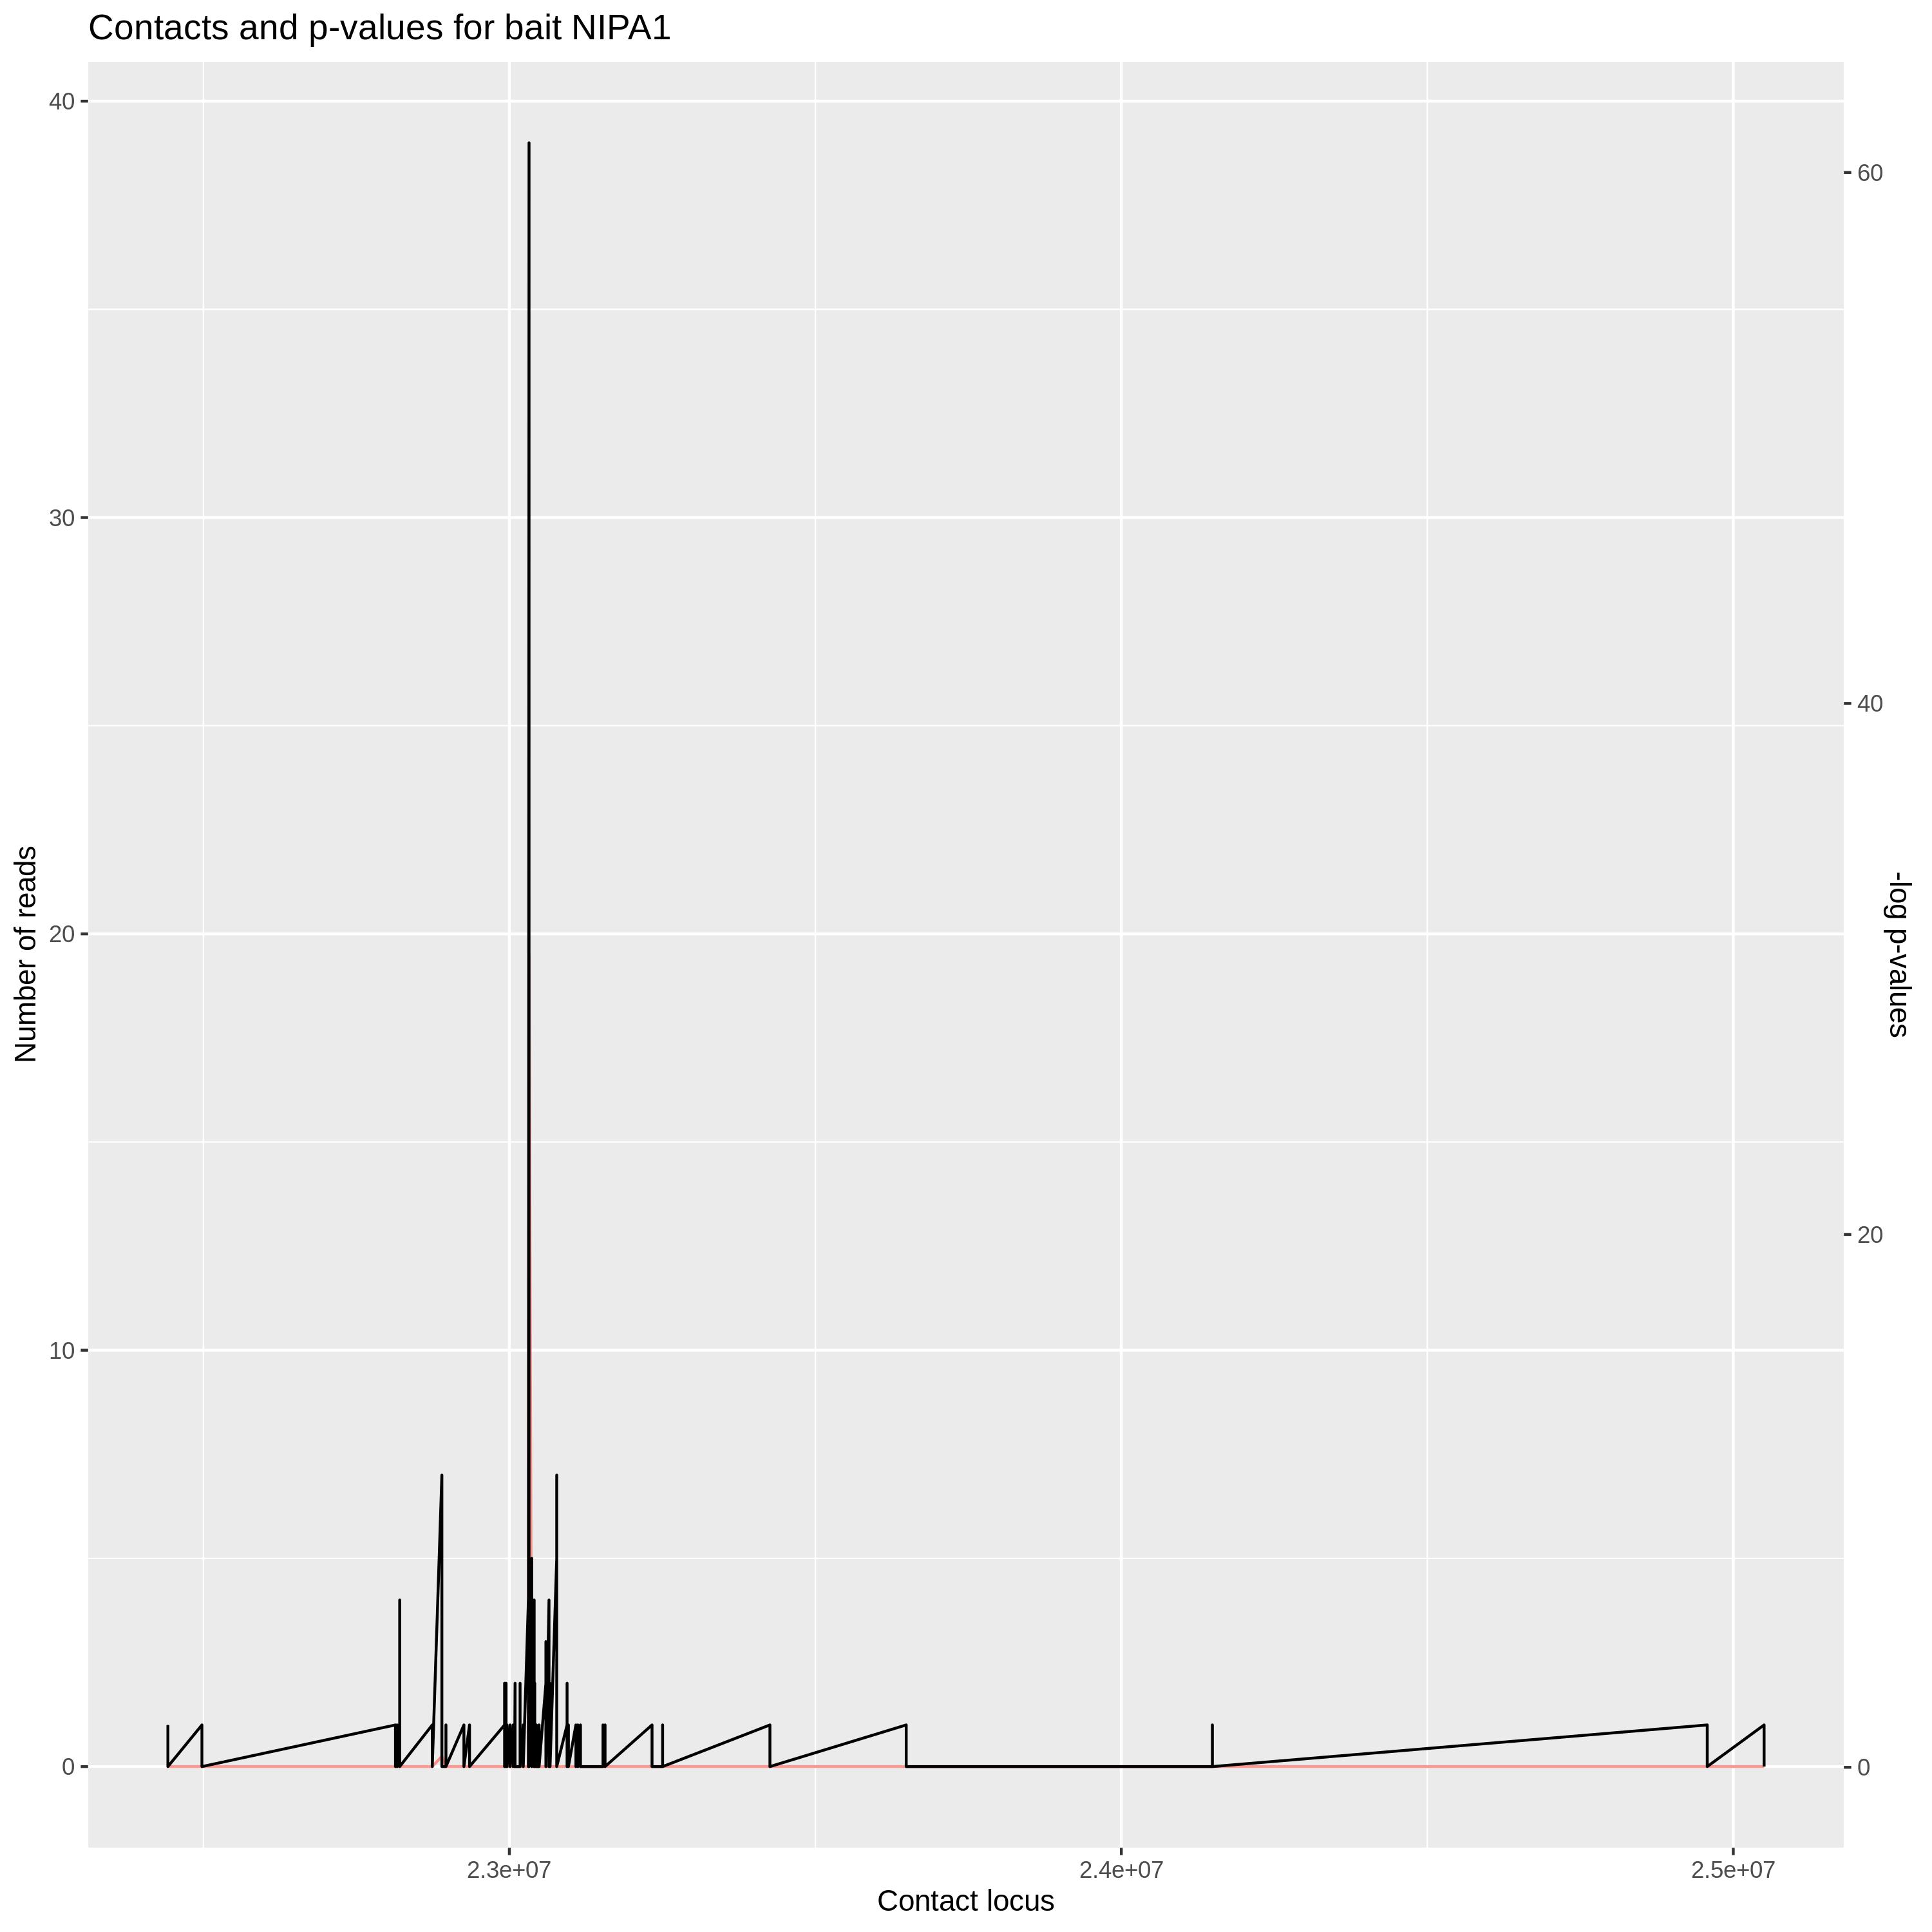 Contacts and p-values for bait NIPA1
40
30
20
10
0
Number of reads
60
40
20
0
-log p-values
2.3e+07
2.4e+07
2.5e+07
Contact locus